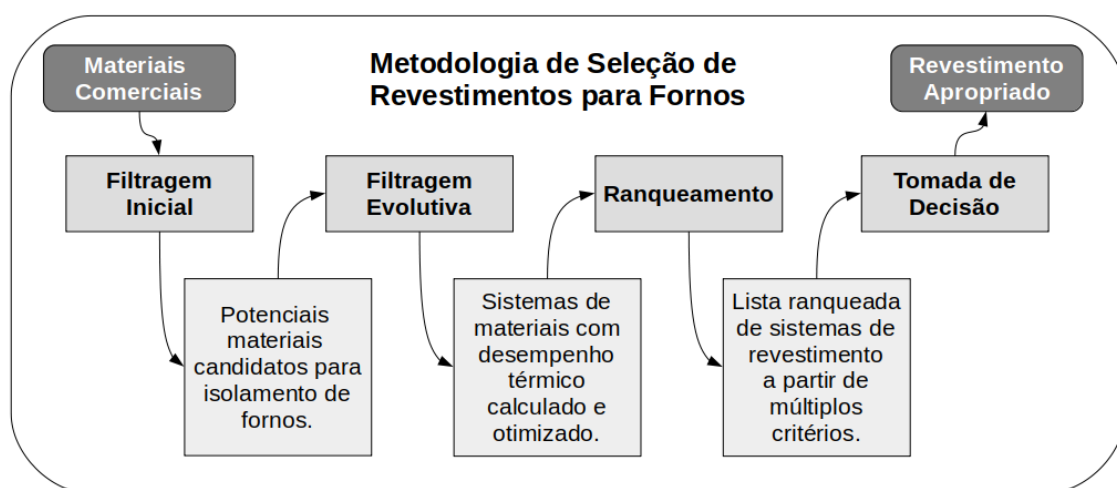 Materiais
Comerciais
Metodologia de Seleção de
Revestimentos para Fornos
Revestimento
Apropriado
Filtragem
Inicial
Filtragem
Evolutiva
Ranqueamento
Tomada de
Decisão
Potenciais
materiais
candidatos para
isolamento de
fornos.
Sistemas de
materiais com
desempenho
térmico
calculado e
otimizado.
Lista ranqueada
de sistemas de
revestimento
a partir de
múltiplos
critérios.